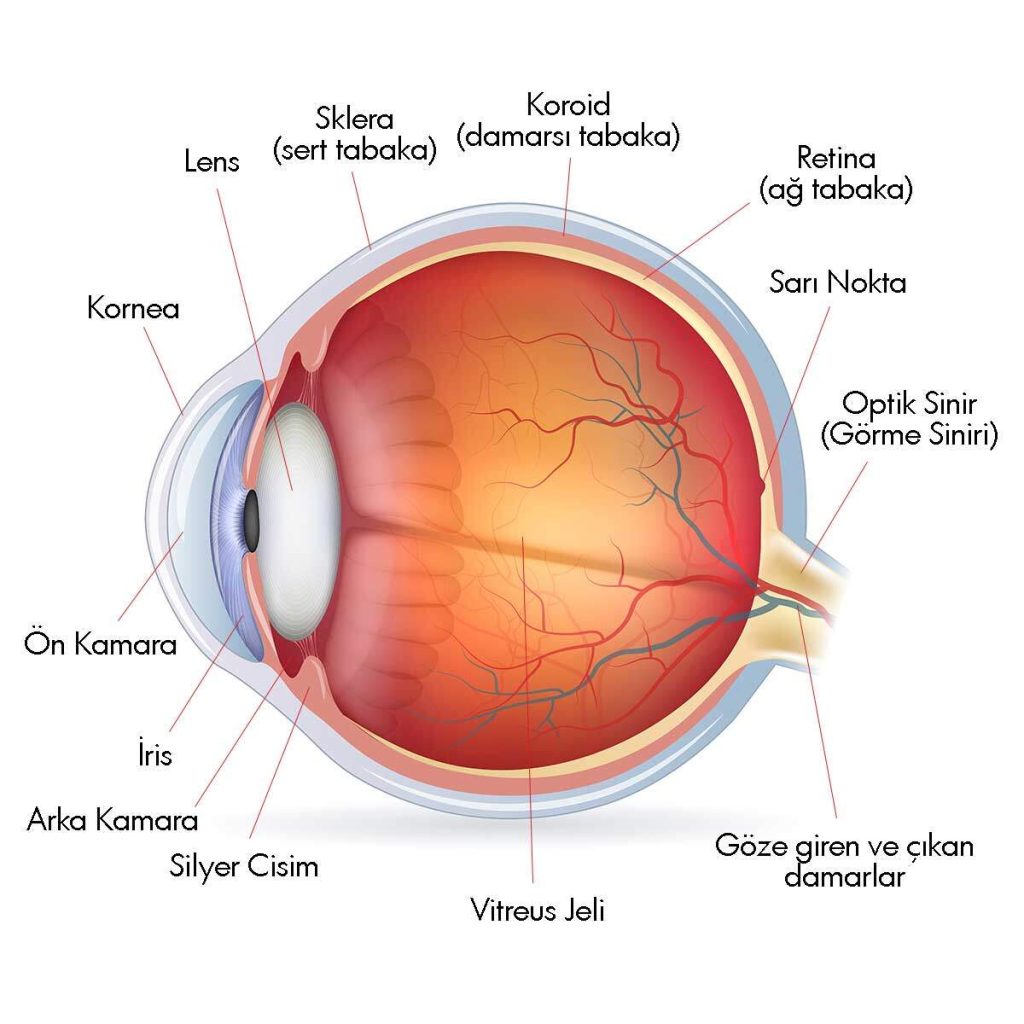 Koroid
(damarsı tabaka)
Sklera
(sert tabaka)
Lens
Retina
(ağ tabaka)
Sarı Nokta
Kornea
Optik Sinir
(Görme Siniri)
Ön Kamara
İris
Arka Kamara
Silyer Cisim
Göze giren ve çıkan
damarlar
Vitreus Jeli